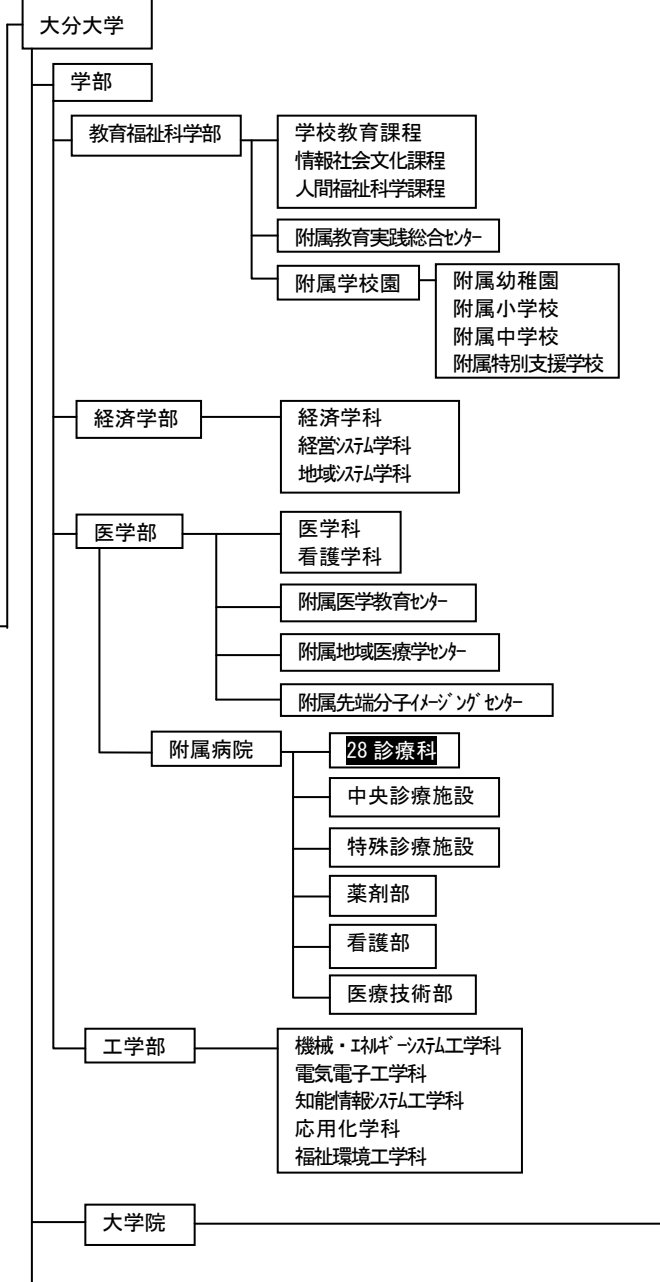 大分大学
学部
教育福祉科学部
学校教育課程
情報社会文化課程
人間福祉科学課程
附属教育実践総合ｾﾝﾀｰ
附属学校園
附属幼稚園
附属小学校
附属中学校
附属特別支援学校
経済学部
経済学科
経営ｼｽﾃﾑ学科
地域ｼｽﾃﾑ学科
医学部
医学科
看護学科
附属医学教育ｾﾝﾀｰ
附属地域医療学ｾﾝﾀｰ
附属先端分子ｲﾒｰｼﾞﾝｸﾞｾﾝﾀｰ
附属病院
28 診療科
中央診療施設
特殊診療施設
薬剤部
看護部
医療技術部
工学部
機械・ｴﾈﾙｷﾞｰｼｽﾃﾑ工学科
電気電子工学科
知能情報ｼｽﾃﾑ工学科
応用化学科
福祉環境工学科
大学院